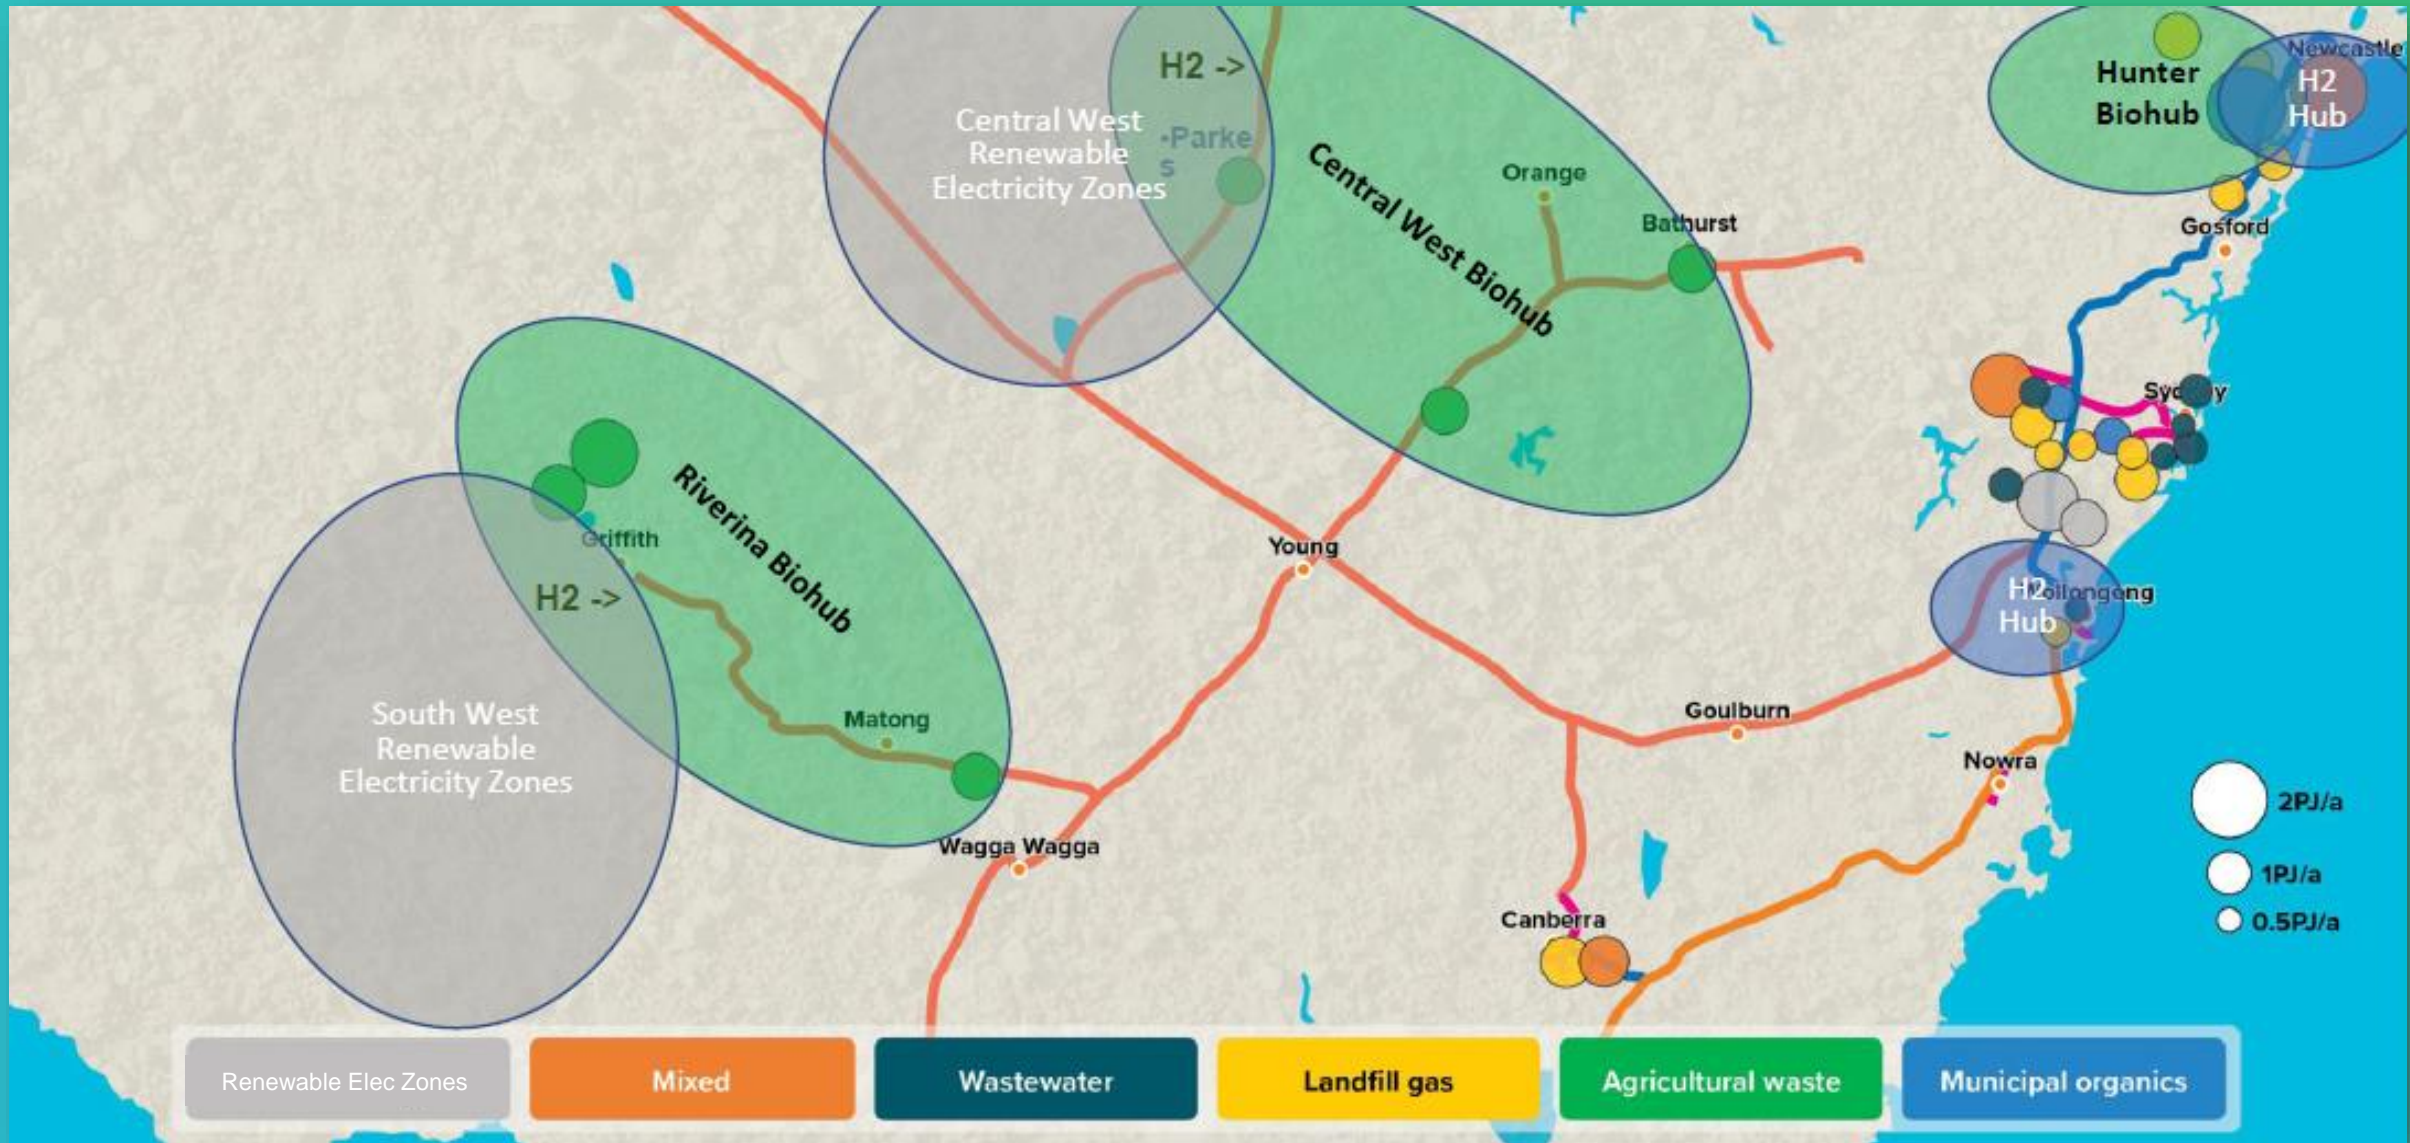 Newcastle
Hunter
Biohub
H2
Hub
H2 ->
Central West
Renewable
Electricity Zones
•Parke
s
Central West Biohub
Orange
Bathurst
Gosford
Sydney
Riverina Biohub
Griffith
H2 ->
Young
H2
Hub
Wollongong
South West
Renewable
Electricity Zones
Matong
Goulburn
Nowra
Wagga Wagga
Canberra
2PJ/a
1PJ/a
0.5PJ/a
Renewable Elec Zones
Mixed
Wastewater
Landfill gas
Agricultural waste
Municipal organics